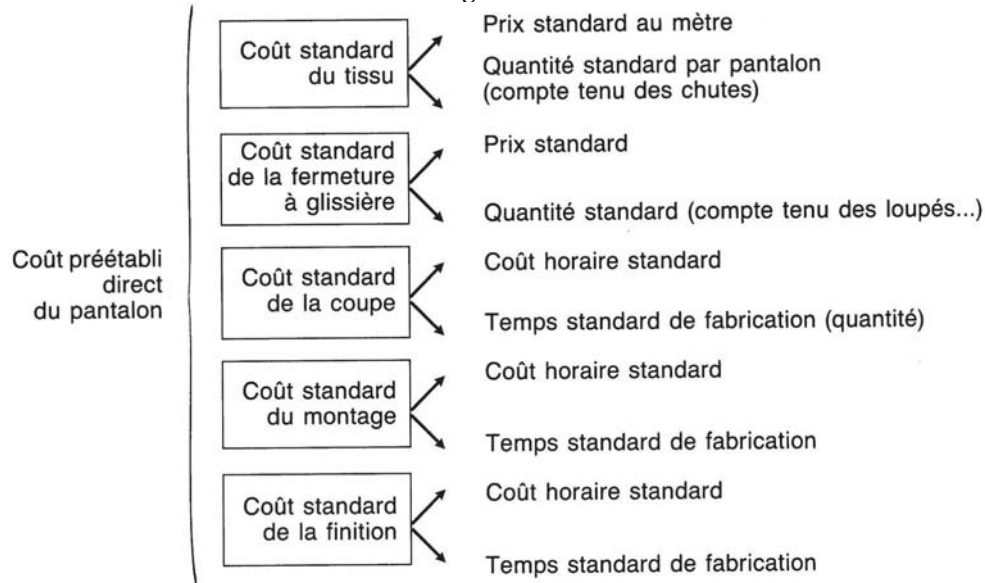 Coût préétabli
direct
du pantalon
Coût standard
du tissu
Prix standard au mètre
Quantité standard par pantalon
(compte tenu des chutes)
Coût standard
de la fermeture
à glissière
Prix standard
Quantité standard (compte tenu des loupés...)
Coût standard
de la coupe
Coût horaire standard
Temps standard de fabrication (quantité)
Coût standard
du montage
Coût horaire standard
Temps standard de fabrication
Coût standard
de la finition
Coût horaire standard
Temps standard de fabrication